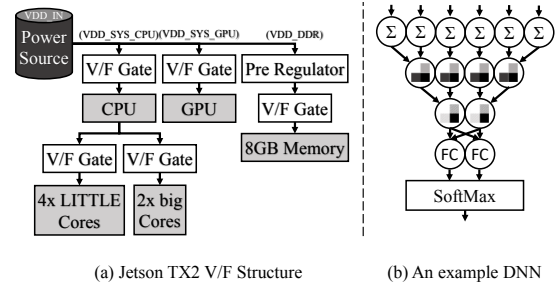 VDD_IN
Power
Source
(VDD_SYS_CPU)(VDD_SYS_GPU)
(VDD_DDR)
V/F Gate
V/F Gate
Pre Regulator
CPU
GPU
V/F Gate
8GB Memory
V/F Gate
V/F Gate
4x LITTLE
Cores
2x big
Cores
(a) Jetson TX2 V/F Structure
Σ Σ Σ Σ Σ Σ
FC FC
SoftMax
(b) An example DNN